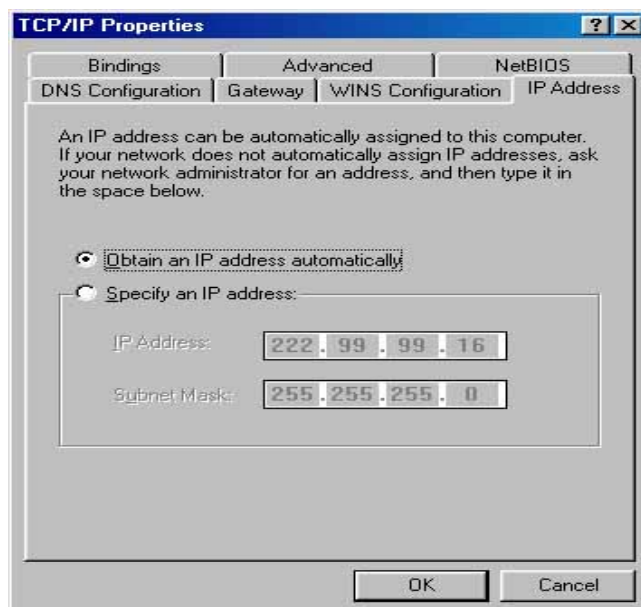 TCP/IP Properties
Bindings Advanced NetBIOS
DNS Configuration Gateway WINS Configuration IP Address
An IP address can be automatically assigned to this computer.
If your network does not automatically assign IP addresses, ask
your network administrator for an address, and then type it in
the space below.
Obtain an IP address automatically
Specify an IP address:
IP Address: 222 . 99 . 99 . 16
Subnet Mask: 255 . 255 . 255 . 0
OK Cancel